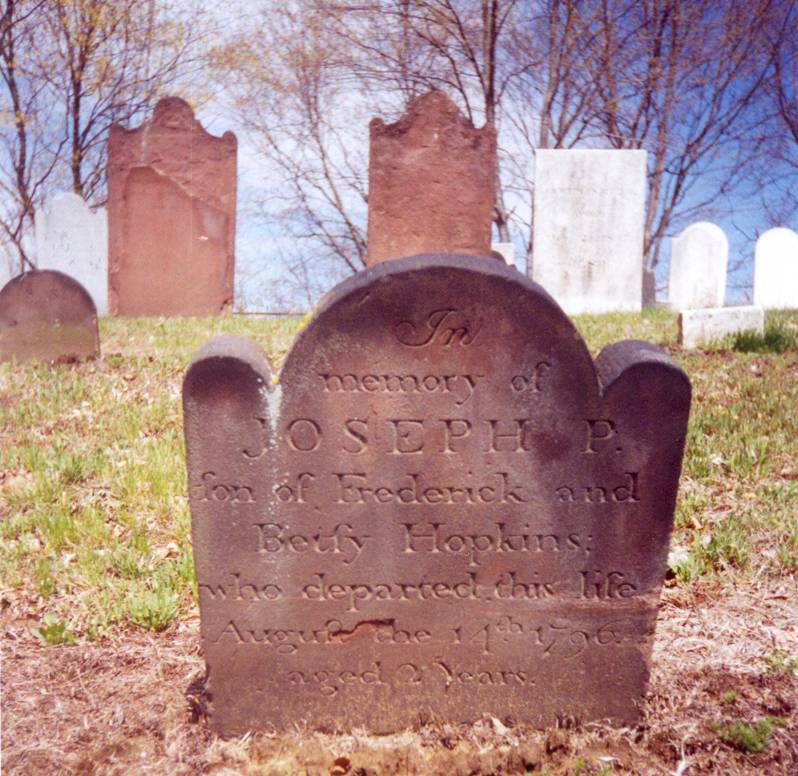 In
memory of
JOSEPH P.
ſon of Frederick and
Betſy Hopkins;
who departed this life
Auguſt the 14th 1796.
aged 2 Years.